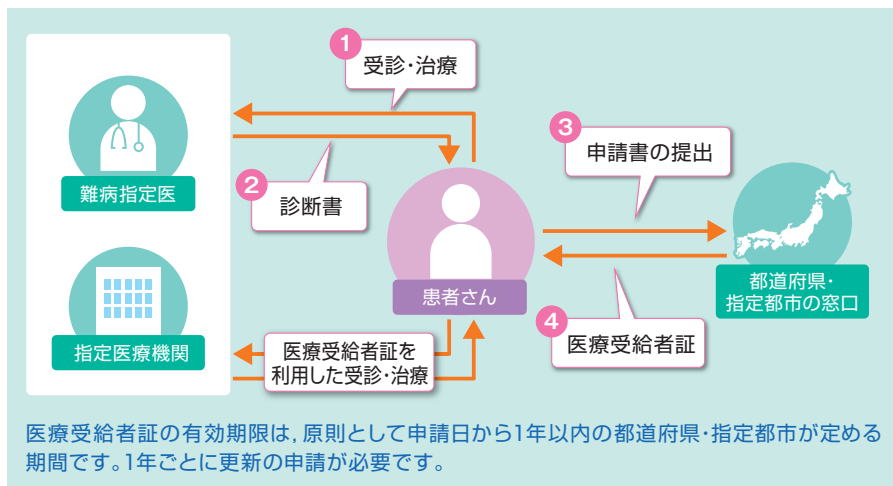 1
受診・治療
難病指定医
2
診断書
3
申請書の提出
患者さん
都道府県・
指定都市の窓口
4
医療受給者証
指定医療機関
医療受給者証を
利用した受診・治療
医療受給者証の有効期限は,原則として申請日から1年以内の都道府県・指定都市が定める
期間です。1年ごとに更新の申請が必要です。